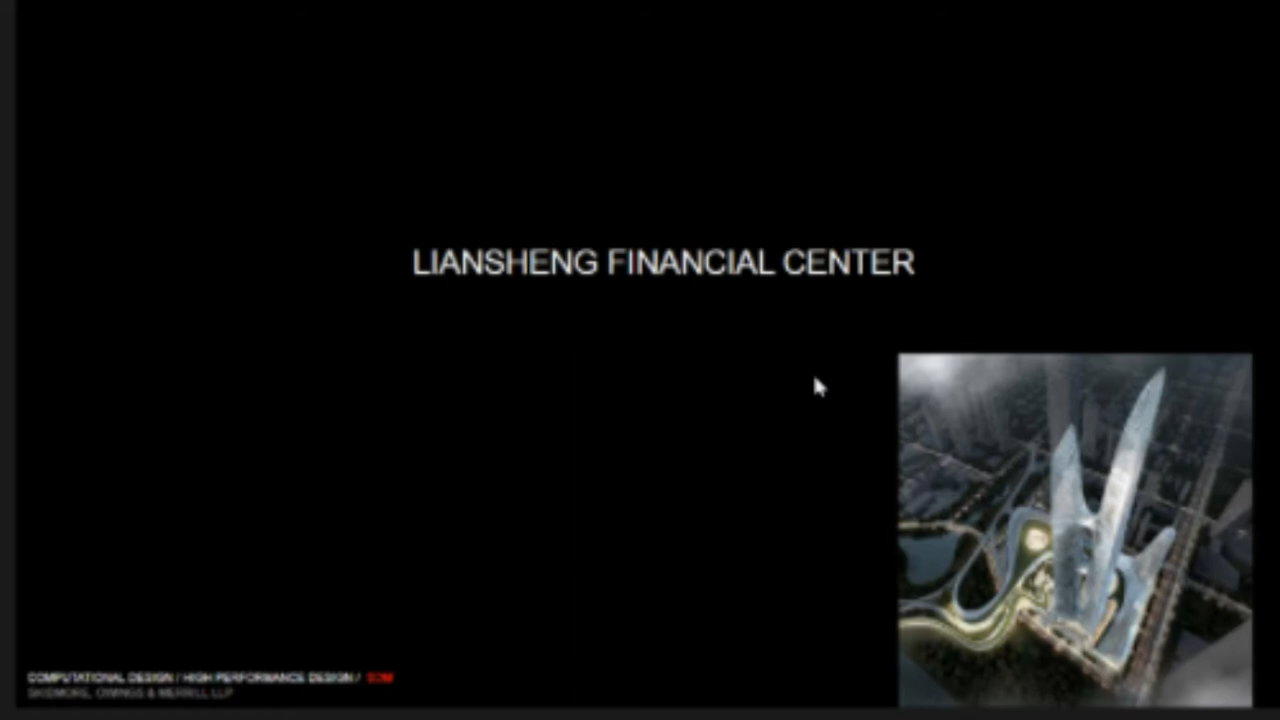 LIANSHENG FINANCIAL CENTER
COMPUTATIONAL DESIGN / HIGH PERFORMANCE DESIGN / SOM
SKIDMORE, OWINGS & MERRILL LLP